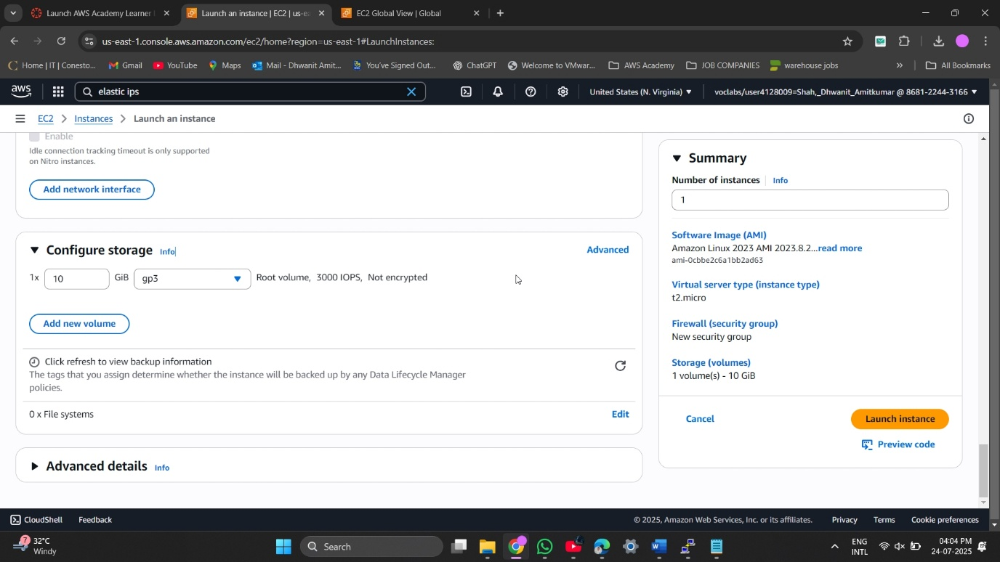 Launch AWS Academy Learner
Launch an instance | EC2 | us-ea
EC2 Global View | Global
us-east-1.console.aws.amazon.com/ec2/home?region=us-east-1#LaunchInstances:
Home | IT | Conesto...
Gmail
YouTube
Maps
Mail - Dhwanit Amit...
You've Signed Out...
ChatGPT
Welcome to VMwar...
AWS Academy
JOB COMPANIES
warehouse jobs
»
All Bookmarks
aws
elastic ips
United States (N. Virginia)
voclabs/user4128009=Shah,_Dhwanit_Amitkumar @ 8681-2244-3166
EC2 > Instances > Launch an instance
Enable
Idle connection tracking timeout is only supported
on Nitro instances.
Add network interface
Configure storage Info
Advanced
1x 10 GiB gp3 Root volume, 3000 IOPS, Not encrypted
Add new volume
Click refresh to view backup information
The tags that you assign determine whether the instance will be backed up by any Data Lifecycle Manager
policies.
0 x File systems
Edit
Advanced details Info
Summary
Number of instances Info
1
Software Image (AMI)
Amazon Linux 2023 AMI 2023.8.2...read more
ami-0cbbe2c6a1bb2ad63
Virtual server type (instance type)
t2.micro
Firewall (security group)
New security group
Storage (volumes)
1 volume(s) - 10 GiB
Cancel
Launch instance
Preview code
CloudShell
Feedback
© 2025, Amazon Web Services, Inc. or its affiliates.
Privacy
Terms
Cookie preferences
7
32°C
Windy
Search
ENG
INTL
04:04 PM
24-07-2025